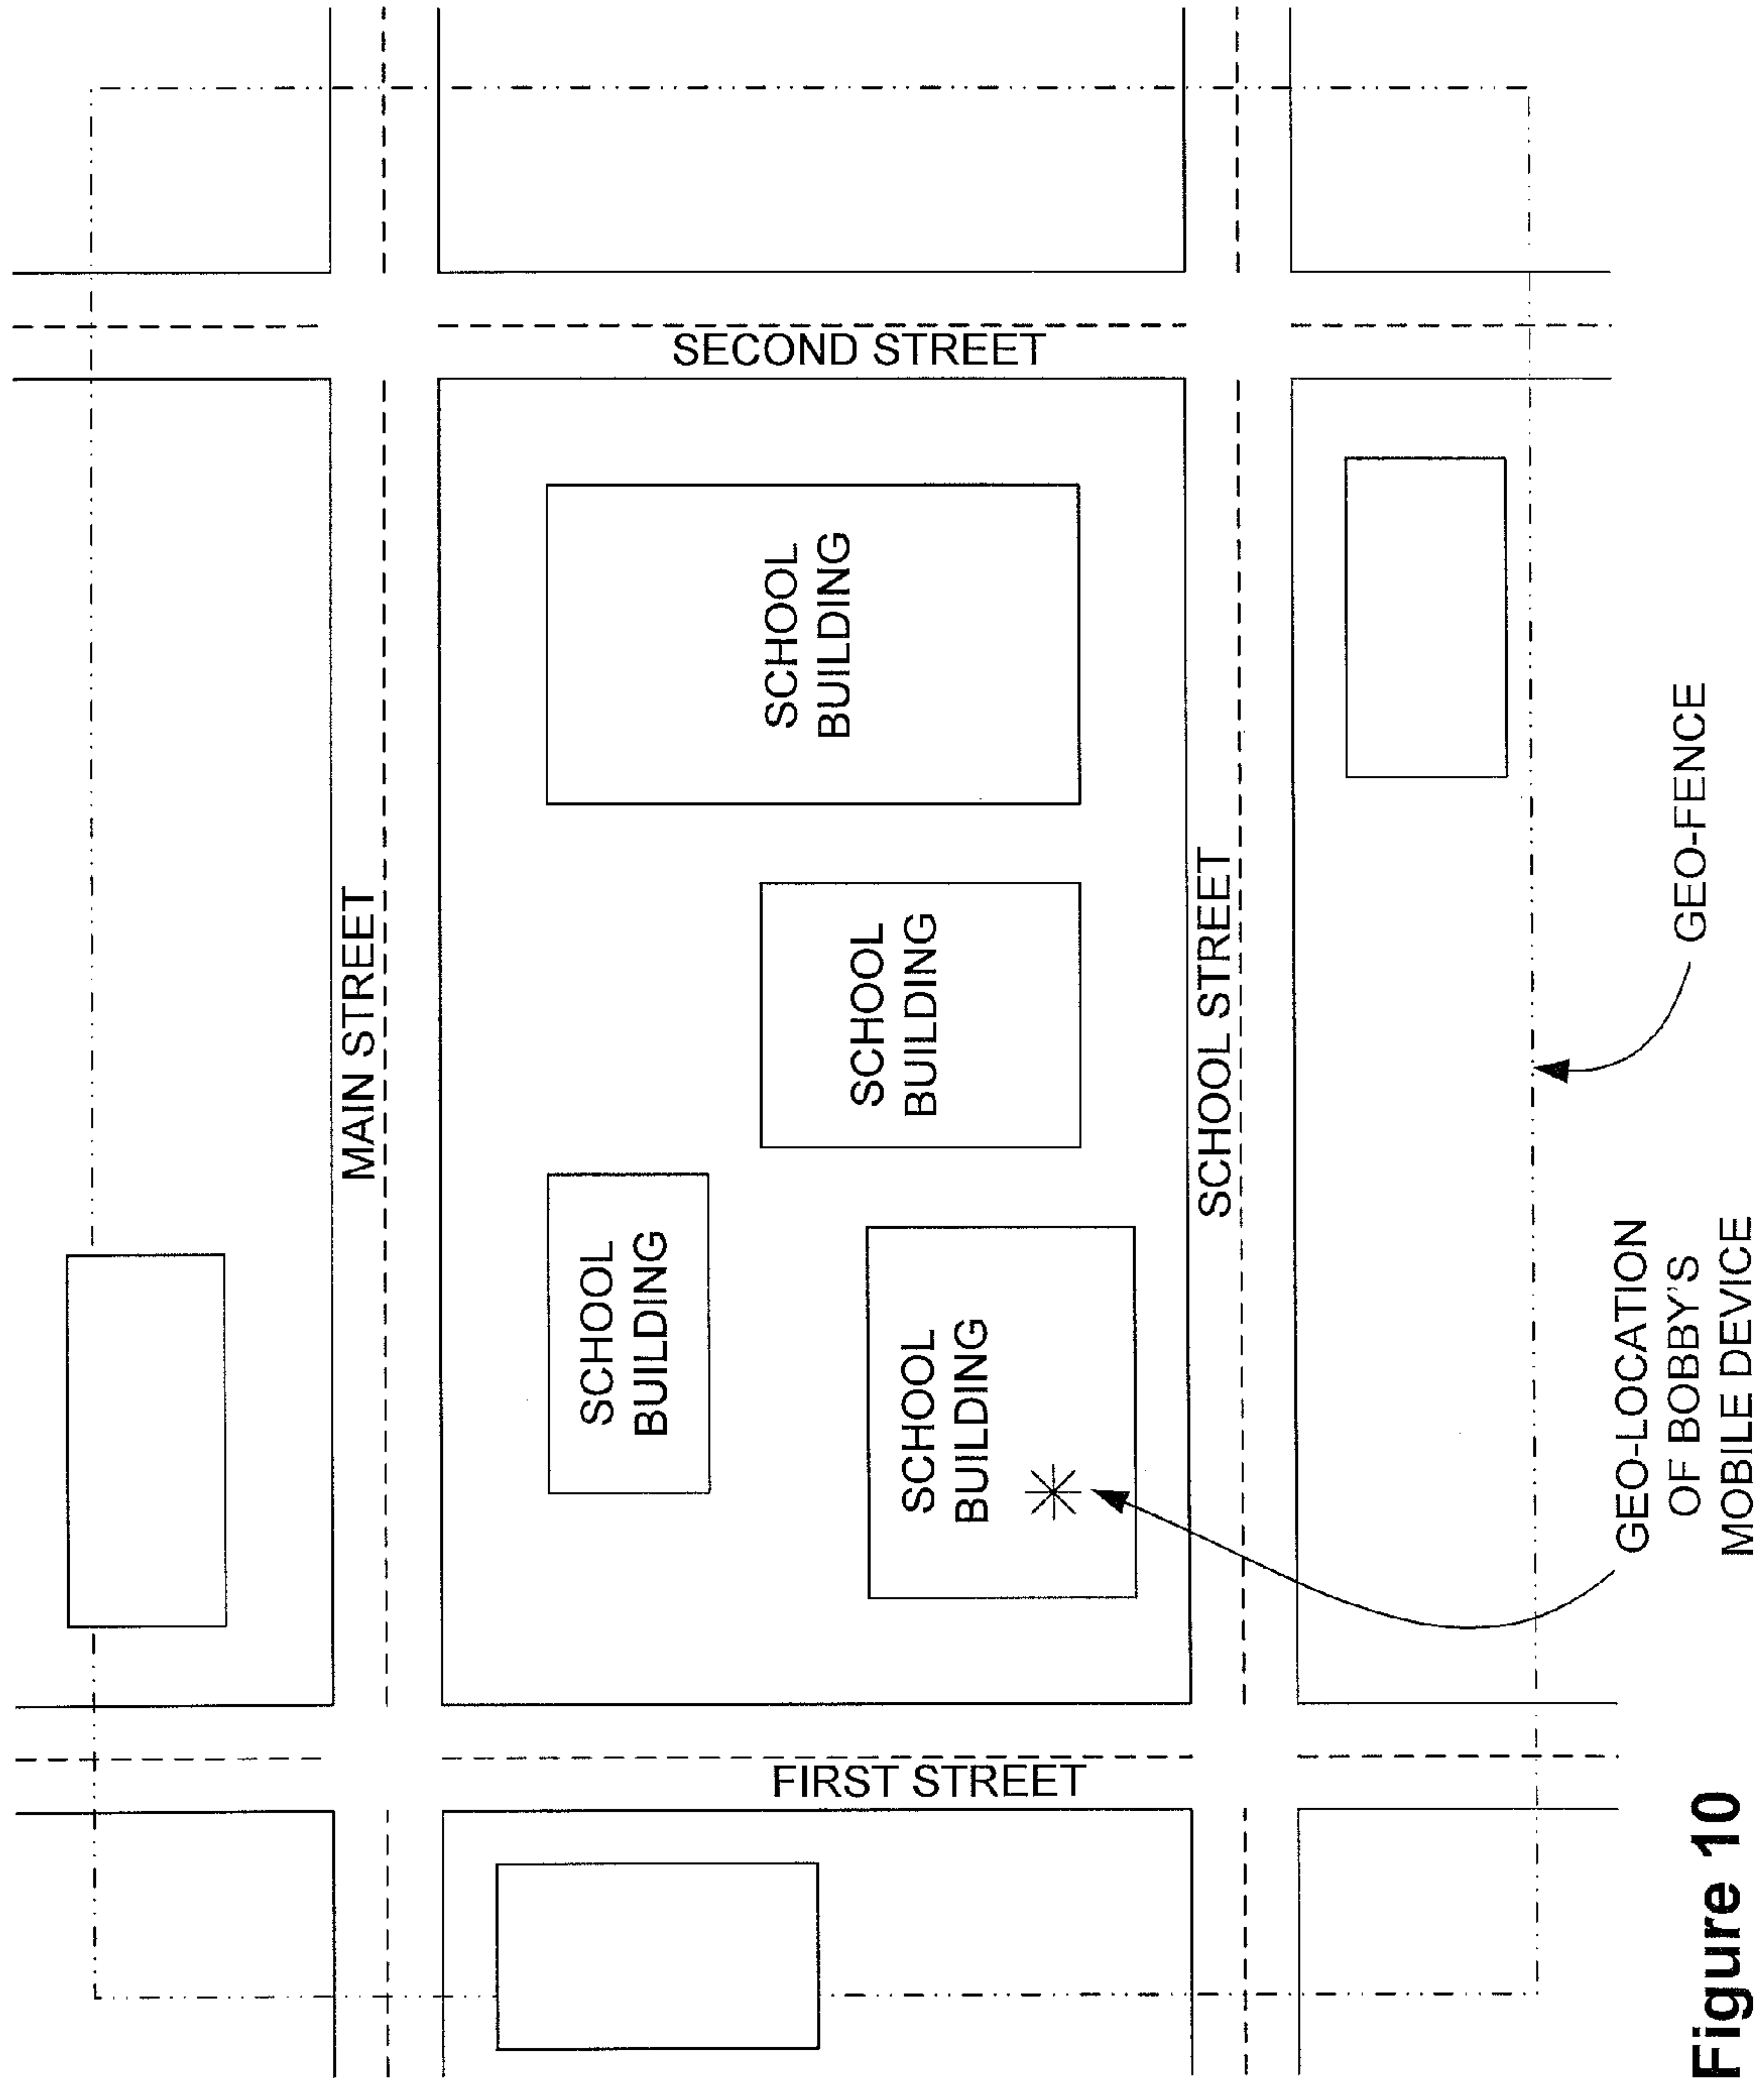 MAIN STREET
SECOND STREET
SCHOOL
BUILDING
SCHOOL
BUILDING
SCHOOL
BUILDING
SCHOOL
BUILDING
SCHOOL STREET
FIRST STREET
GEO-LOCATION
OF BOBBY'S
MOBILE DEVICE
GEO-FENCE
Figure 10